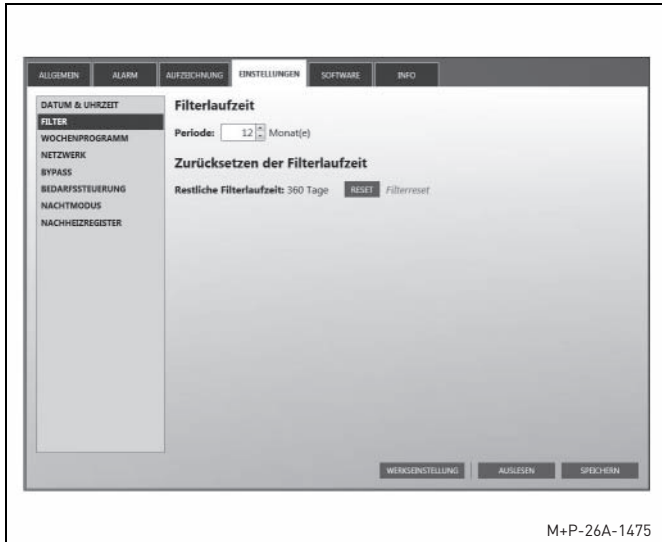 ALLGEMEIN ALARM AUFZEICHNUNG EINSTELLUNGEN SOFTWARE INFO
DATUM & UHRZEIT
FILTER
WOCHENPROGRAMM
NETZWERK
BYPASS
BEDARFSSTEUERUNG
NACHTMODUS
NACHHEIZREGISTER
Filterlaufzeit
Periode: 12 Monat(e)
Zurücksetzen der Filterlaufzeit
Restliche Filterlaufzeit: 360 Tage RESET Filterreset
WERKSEINSTELLUNG AUSLESEN SPEICHERN
M+P-26A-1475